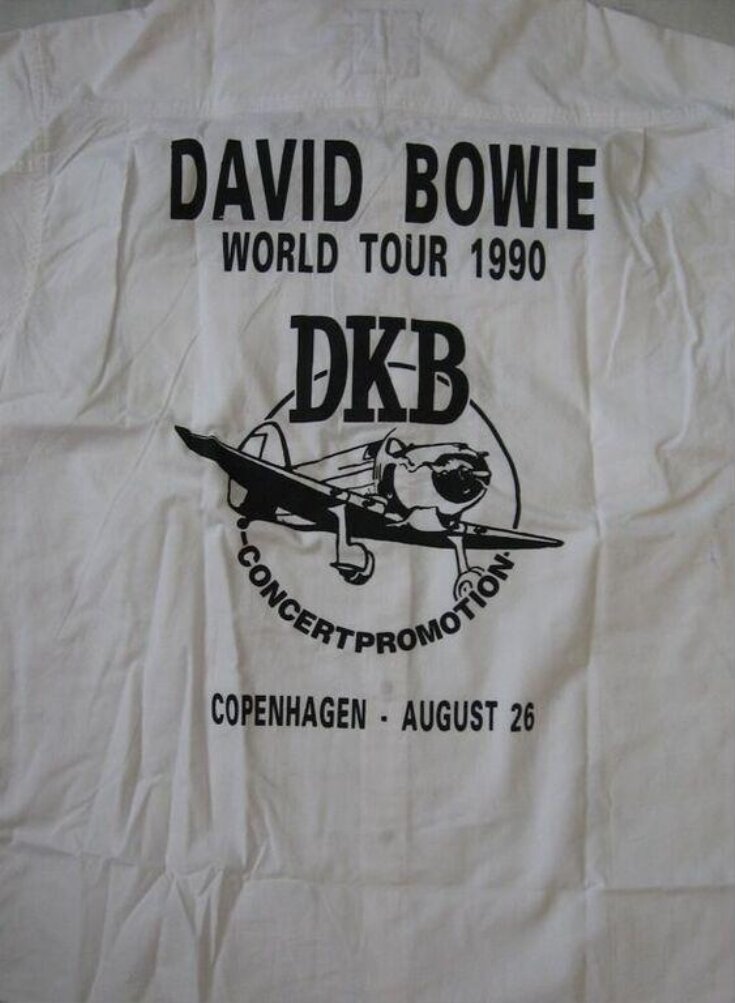 DAVID BOWIE
WORLD TOUR 1990
DKB
-CONCERTPROMOTION-
COPENHAGEN - AUGUST 26